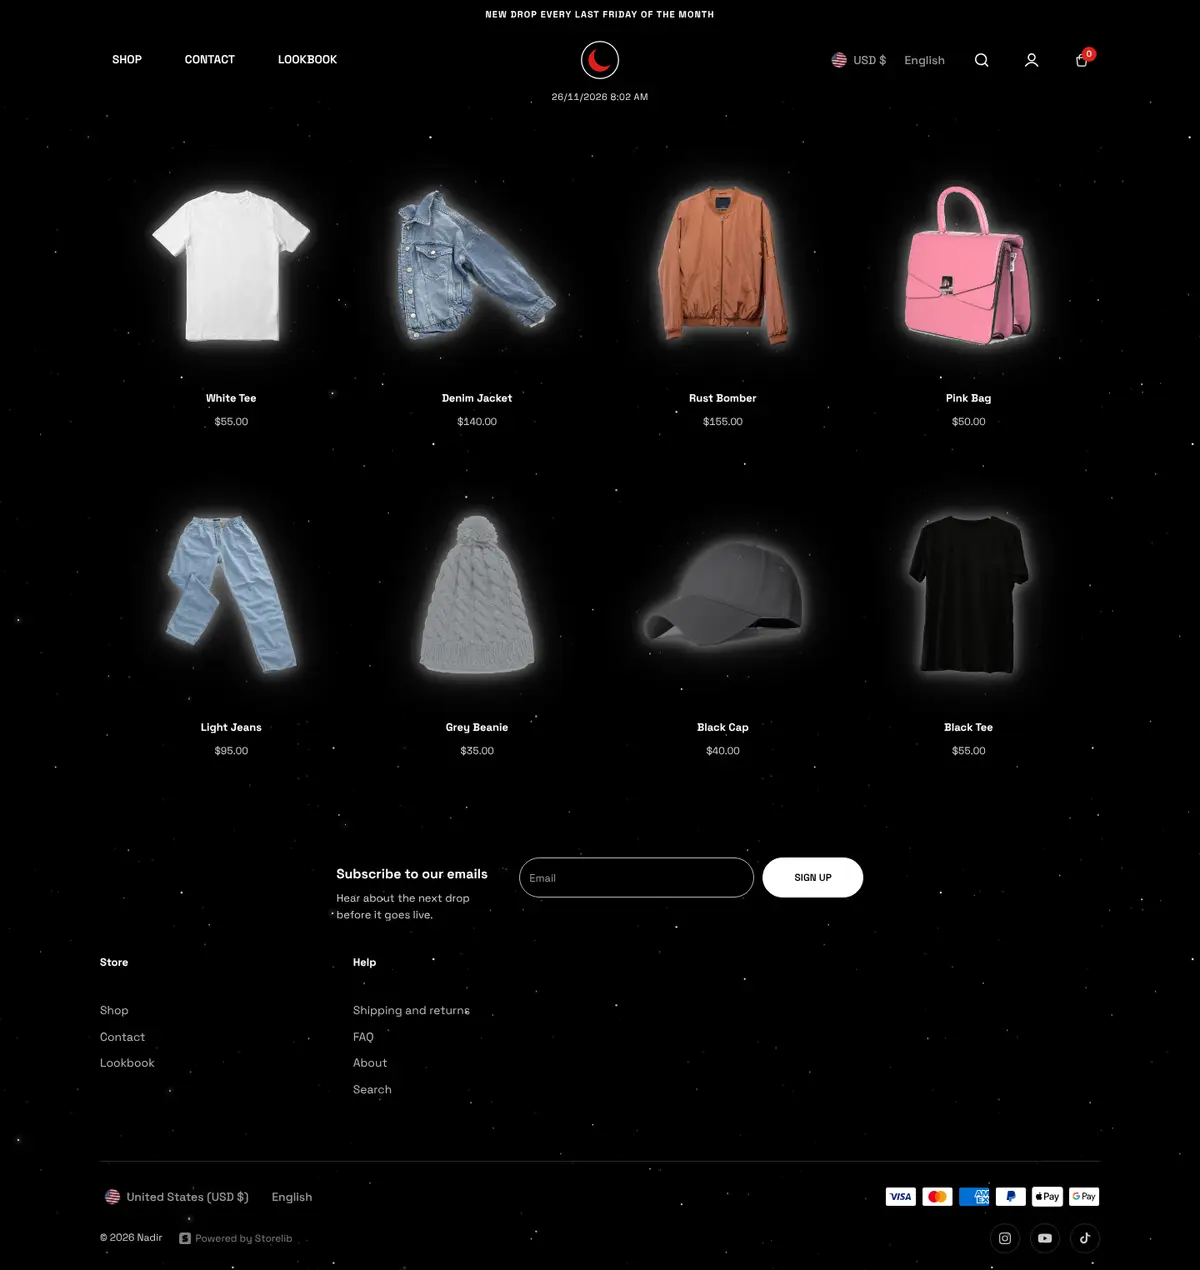 NEW DROP EVERY LAST FRIDAY OF THE MONTH
SHOP CONTACT LOOKBOOK USD $ English 0
26/11/2026 8:02 AM
White Tee Denim Jacket Rust Bomber Pink Bag
$55.00 $140.00 $155.00 $50.00
Light Jeans Grey Beanie Black Cap Black Tee
$95.00 $35.00 $40.00 $55.00
Subscribe to our emails
Hear about the next drop
before it goes live.
Email SIGN UP
Store Help
Shop Shipping and returns
Contact FAQ
Lookbook About
Search
United States (USD $) English VISA AMEX Pay G Pay
© 2026 Nadir Powered by Storelib